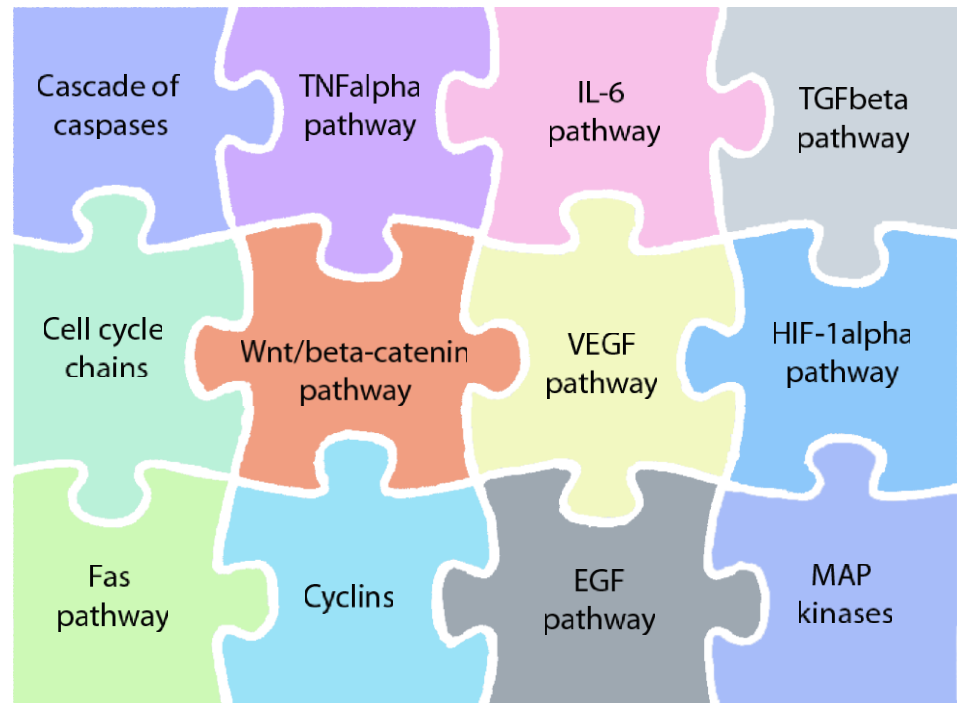 Cascade of
caspases
TNFalpha
pathway
IL-6
pathway
TGFbeta
pathway
Cell cycle
chains
Wnt/beta-catenin
pathway
VEGF
pathway
HIF-1alpha
pathway
Fas
pathway
Cyclins
EGF
pathway
MAP
kinases